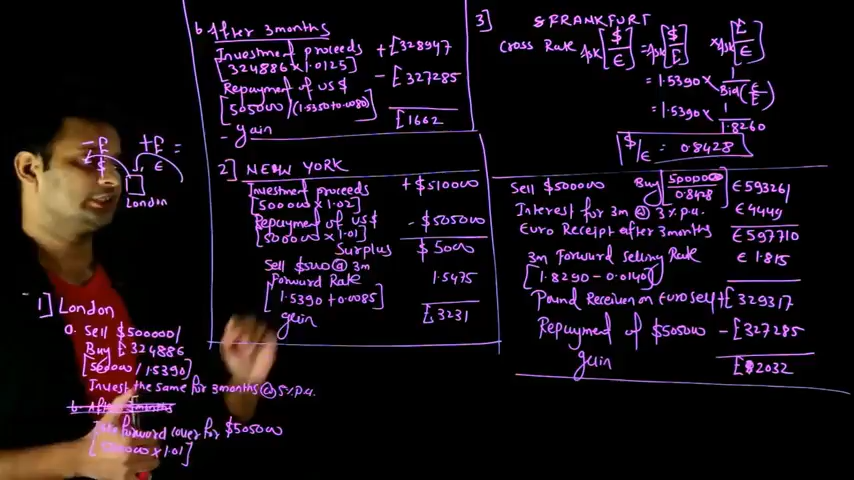 -£ +£ =
$ €
London
1] London
a. Sell $500000/
Buy £324886
[500000/1.5390]
Invest the same for 3months @ 5% p.a.
b. After 3months
forward cover for $505000
x1.01]
b After 3months
Investment proceeds +£328947
[324886 x 1.0125]
Repayment of US$ -£327285
[505000/(1.5350+0.0080)]
- gain £1662
2] NEW YORK
Investment proceeds +$510000
[500000 x 1.02]
Repayment of US$ -$505000
[500000 x 1.01]
Surplus $5000
Sell $5000 @ 3m
Forward Rate 1.5475
[1.5390+0.0085]
gain £3231
3] FRANKFURT
Cross Rate Ask[$/€] = Ask[$/£] x Ask[£/€]
= 1.5390 x 1/Bid(€/£)
= 1.5390 x 1/1.8260
$/€ = 0.8428
Sell $500000 Buy [500000/0.8428] €593261
Interest for 3m @ 3% p.a. €4449
Euro Receipt after 3months €597710
3m Forward Selling Rate € 1.815
[1.8290-0.0140]
Pound Received on Euro Sell +£329317
Repayment of $505000 -£327285
gain £2032